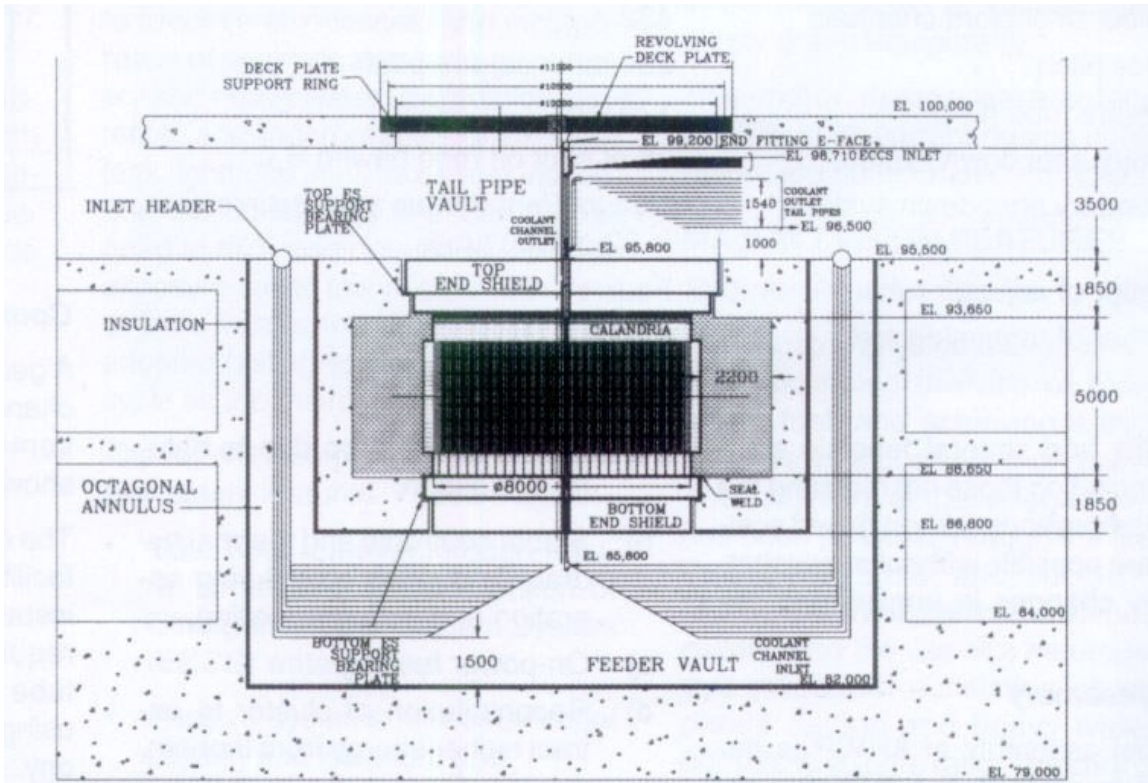 DECK PLATE
SUPPORT RING
REVOLVING
DECK PLATE
EL 100,000
EL 99,200 END FITTING E-FACE
EL 98,710 ECCS INLET
TAIL PIPE
VAULT
TOP ES
SUPPORT
BEARING
PLATE
COOLANT
CHANNEL
OUTLET
1540
COOLANT
OUTLET
TAIL PIPES
EL 96,500
3500
INLET HEADER
EL 95,800
1000
EL 95,500
TOP
END SHIELD
1850
EL 93,650
INSULATION
CALANDRIA
2200
5000
OCTAGONAL
ANNULUS
ø8000
SEAL
WELD
BOTTOM
END SHIELD
EL 86,800
1850
EL 85,800
EL 84,000
BOTTOM ES
SUPPORT
BEARING
PLATE
1500
FEEDER VAULT
COOLANT
CHANNEL
INLET
EL 82,000
EL 79,000